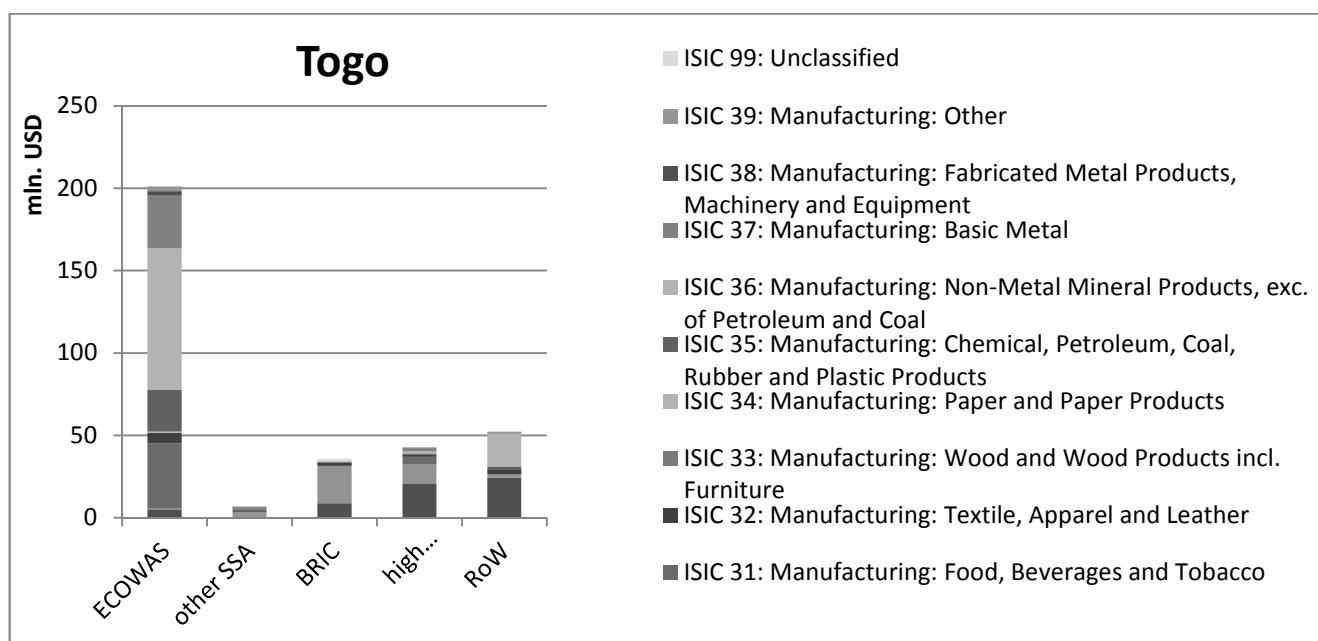 Togo
mln. USD
250
200
150
100
50
0
ECOWAS
other SSA
BRIC
high...
RoW
ISIC 99: Unclassified
ISIC 39: Manufacturing: Other
ISIC 38: Manufacturing: Fabricated Metal Products,
Machinery and Equipment
ISIC 37: Manufacturing: Basic Metal
ISIC 36: Manufacturing: Non-Metal Mineral Products, exc.
of Petroleum and Coal
ISIC 35: Manufacturing: Chemical, Petroleum, Coal,
Rubber and Plastic Products
ISIC 34: Manufacturing: Paper and Paper Products
ISIC 33: Manufacturing: Wood and Wood Products incl.
Furniture
ISIC 32: Manufacturing: Textile, Apparel and Leather
ISIC 31: Manufacturing: Food, Beverages and Tobacco